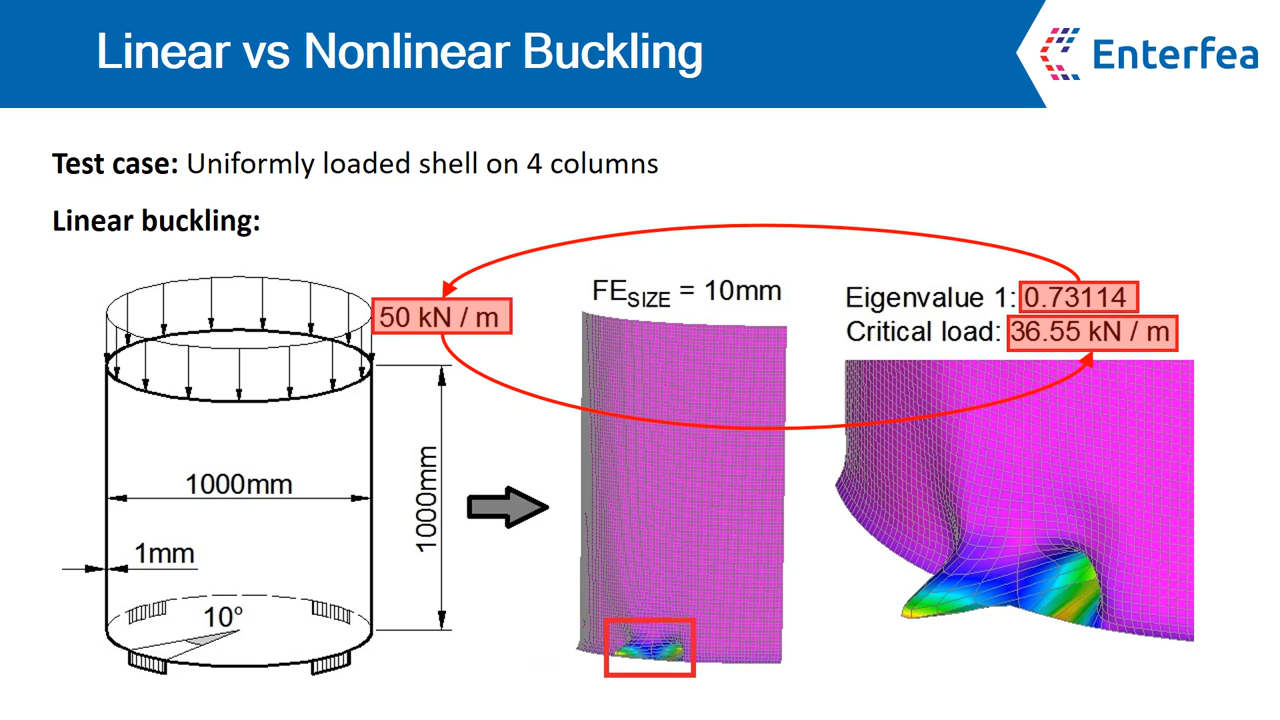 Linear vs Nonlinear Buckling
Enterfea
Test case: Uniformly loaded shell on 4 columns
Linear buckling:
50 kN / m
FESIZE = 10mm
Eigenvalue 1: 0.73114
Critical load: 36.55 kN / m
1000mm
1000mm
1mm
10°